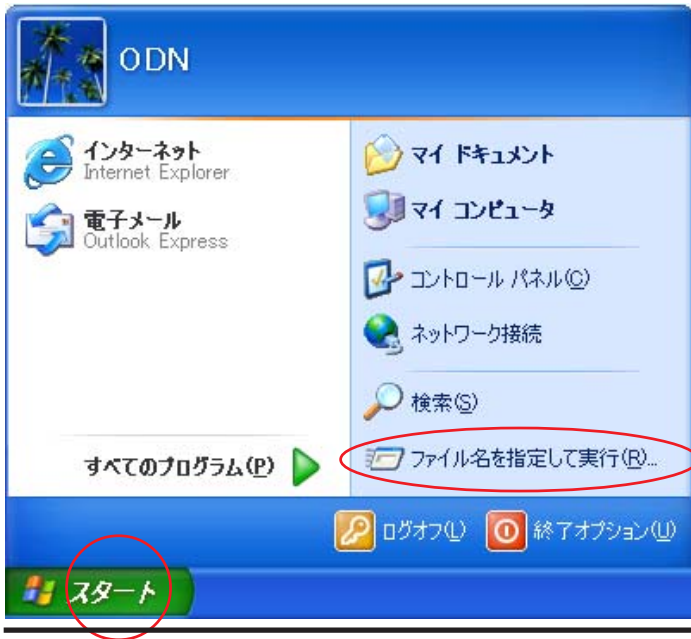 ODN
インターネット
Internet Explorer
電子メール
Outlook Express
すべてのプログラム(P)
マイ ドキュメント
マイ コンピュータ
コントロール パネル(C)
ネットワーク接続
検索(S)
ファイル名を指定して実行(R)...
ログオフ(L)
終了オプション(U)
スタート